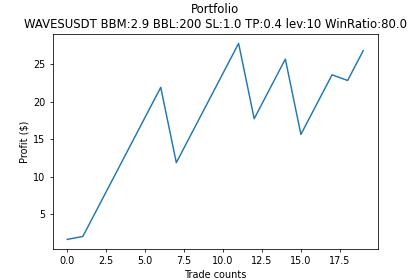 Portfolio
WAVESUSDT BBM:2.9 BBL:200 SL:1.0 TP:0.4 lev:10 WinRatio:80.0
25
20
15
10
5
Profit ($)
0.0 2.5 5.0 7.5 10.0 12.5 15.0 17.5
Trade counts